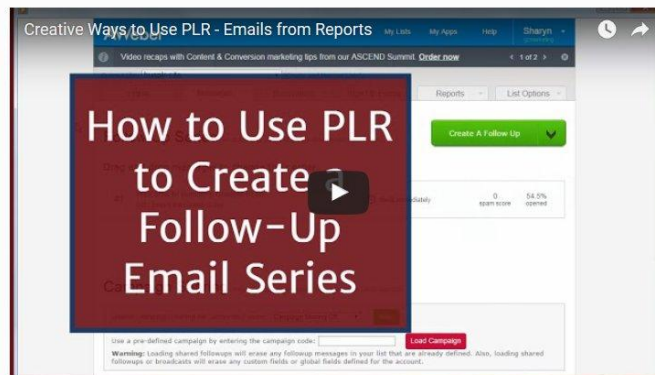 Creative Ways to Use PLR - Emails from Reports
AWeber
My Lists My Apps Help Sharyn
Video recaps with Content & Conversion marketing tips from our ASCEND Summit. Order now
1 of 2
Reports List Options
How to Use PLR
to Create a
Follow-Up
Email Series
Create A Follow Up
0 54.5%
spam score opened
Use a pre-defined campaign by entering the campaign code: Load Campaign
Warning: Loading shared followups will erase any followup messages in your list that are already defined. Also, loading shared
followups or broadcasts will erase any custom fields or global fields defined for the account.